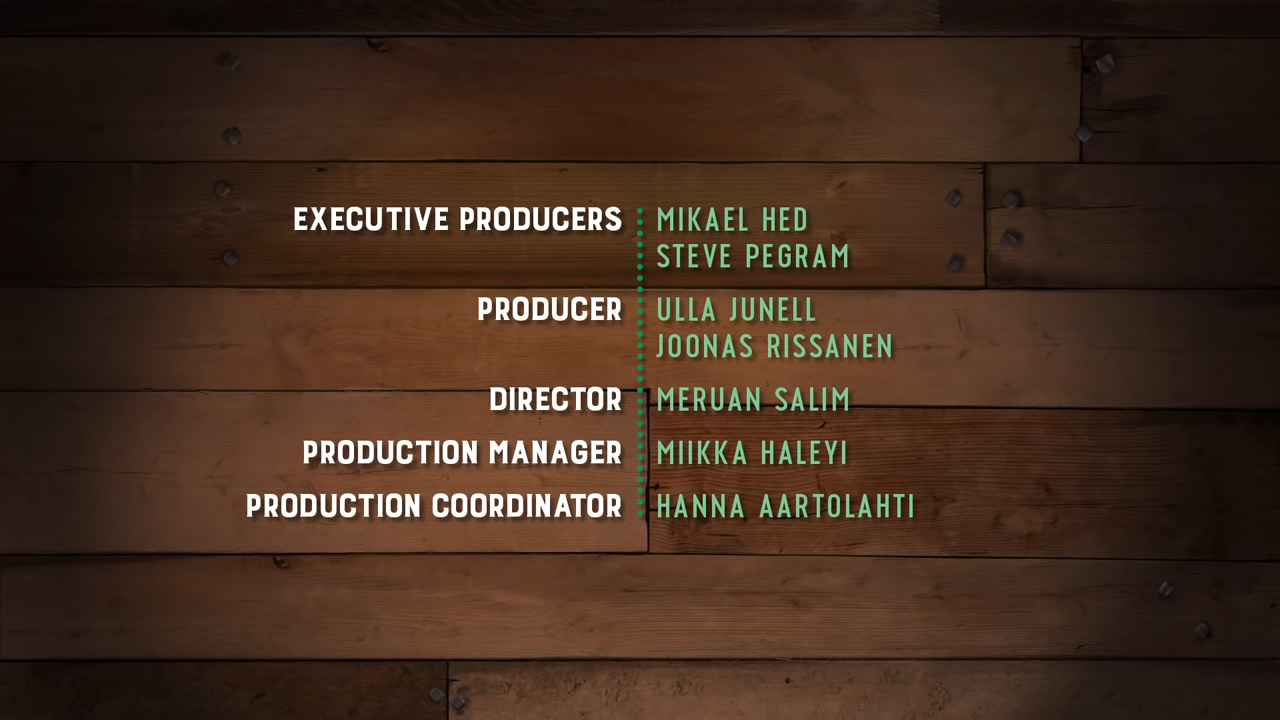 EXECUTIVE PRODUCERS MIKAEL HED
STEVE PEGRAM
PRODUCER ULLA JUNELL
JOONAS RISSANEN
DIRECTOR MERUAN SALIM
PRODUCTION MANAGER MIIKKA HALEYI
PRODUCTION COORDINATOR HANNA AARTOLAHTI